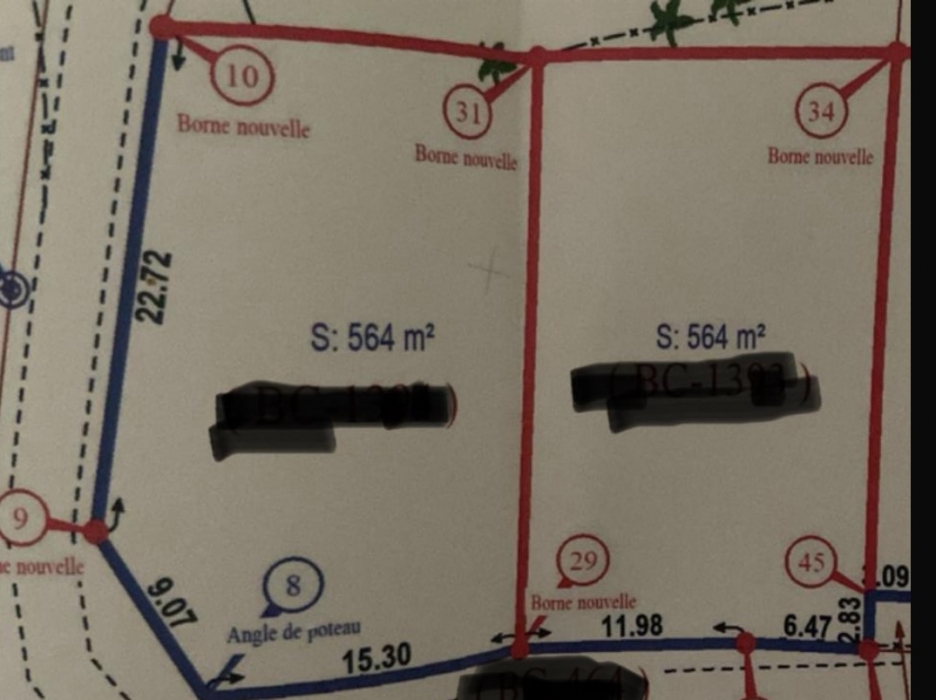 10
Borne nouvelle
31
Borne nouvelle
34
Borne nouvelle
22.72
S: 564 m²
S: 564 m²
9
nouvelle
9.07
8
Angle de poteau
15.30
29
Borne nouvelle
11.98
45
6.47
2.83
.09